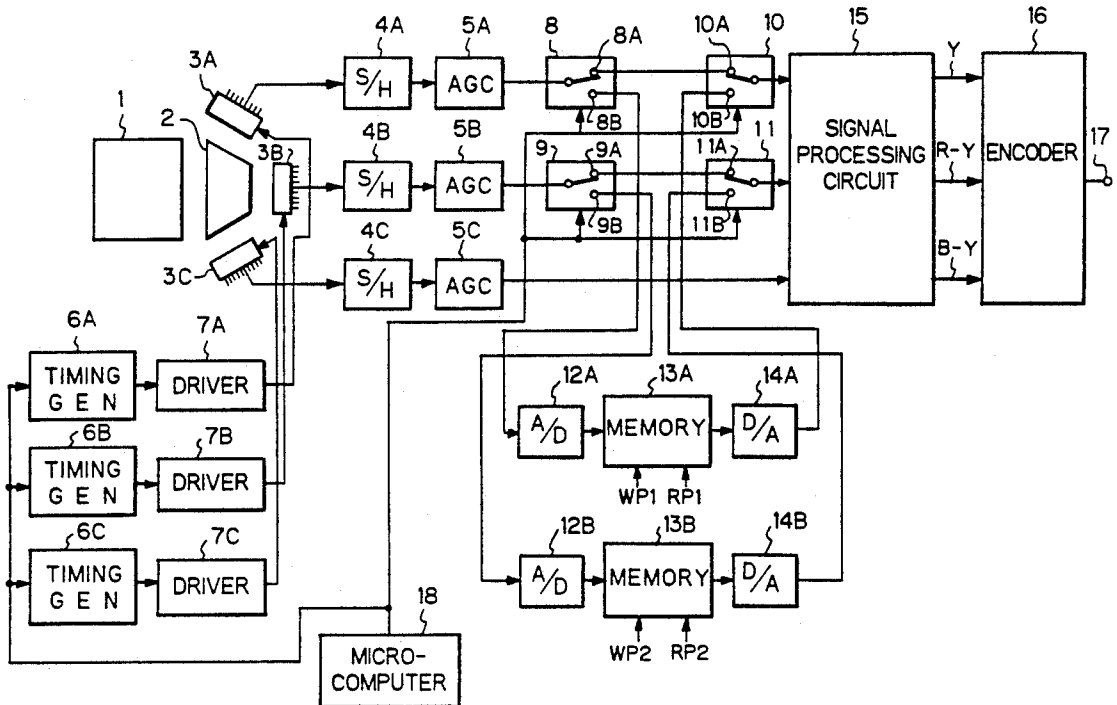 4A 5A 8 8A 10A 10 15 16
3A S/H AGC Y
1 2 8B 10B
4B 5B 9 9A 11A 11 SIGNAL PROCESSING CIRCUIT R-Y ENCODER 17
3B S/H AGC
9B 11B
4C 5C
3C S/H AGC B-Y
6A 7A
TIMING GEN DRIVER
12A 13A 14A
A/D MEMORY D/A
6B 7B
TIMING GEN DRIVER
WP1 RP1
6C 7C
12B 13B 14B
TIMING GEN DRIVER
A/D MEMORY D/A
18
MICRO-
COMPUTER
WP2 RP2